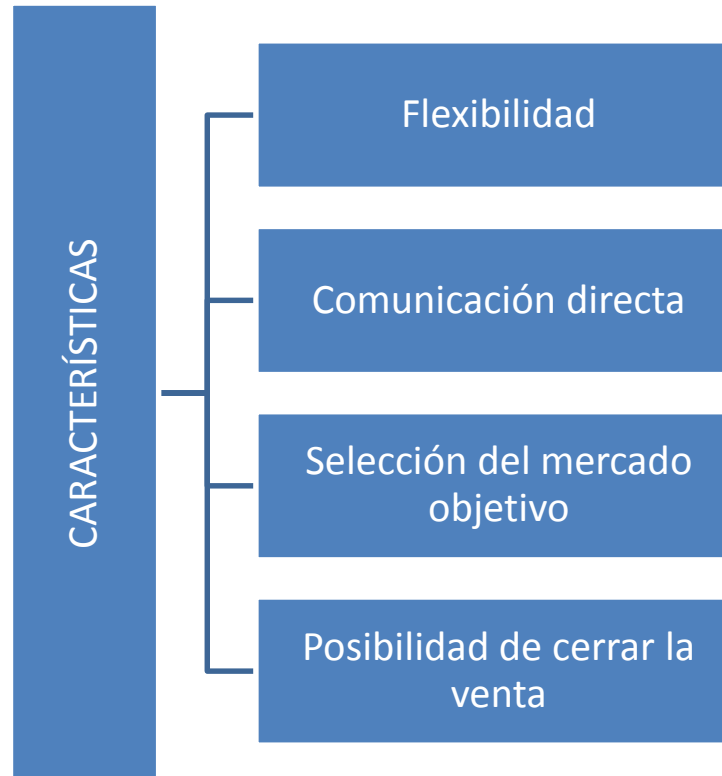 CARACTERÍSTICAS
Flexibilidad
Comunicación directa
Selección del mercado
objetivo
Posibilidad de cerrar la
venta